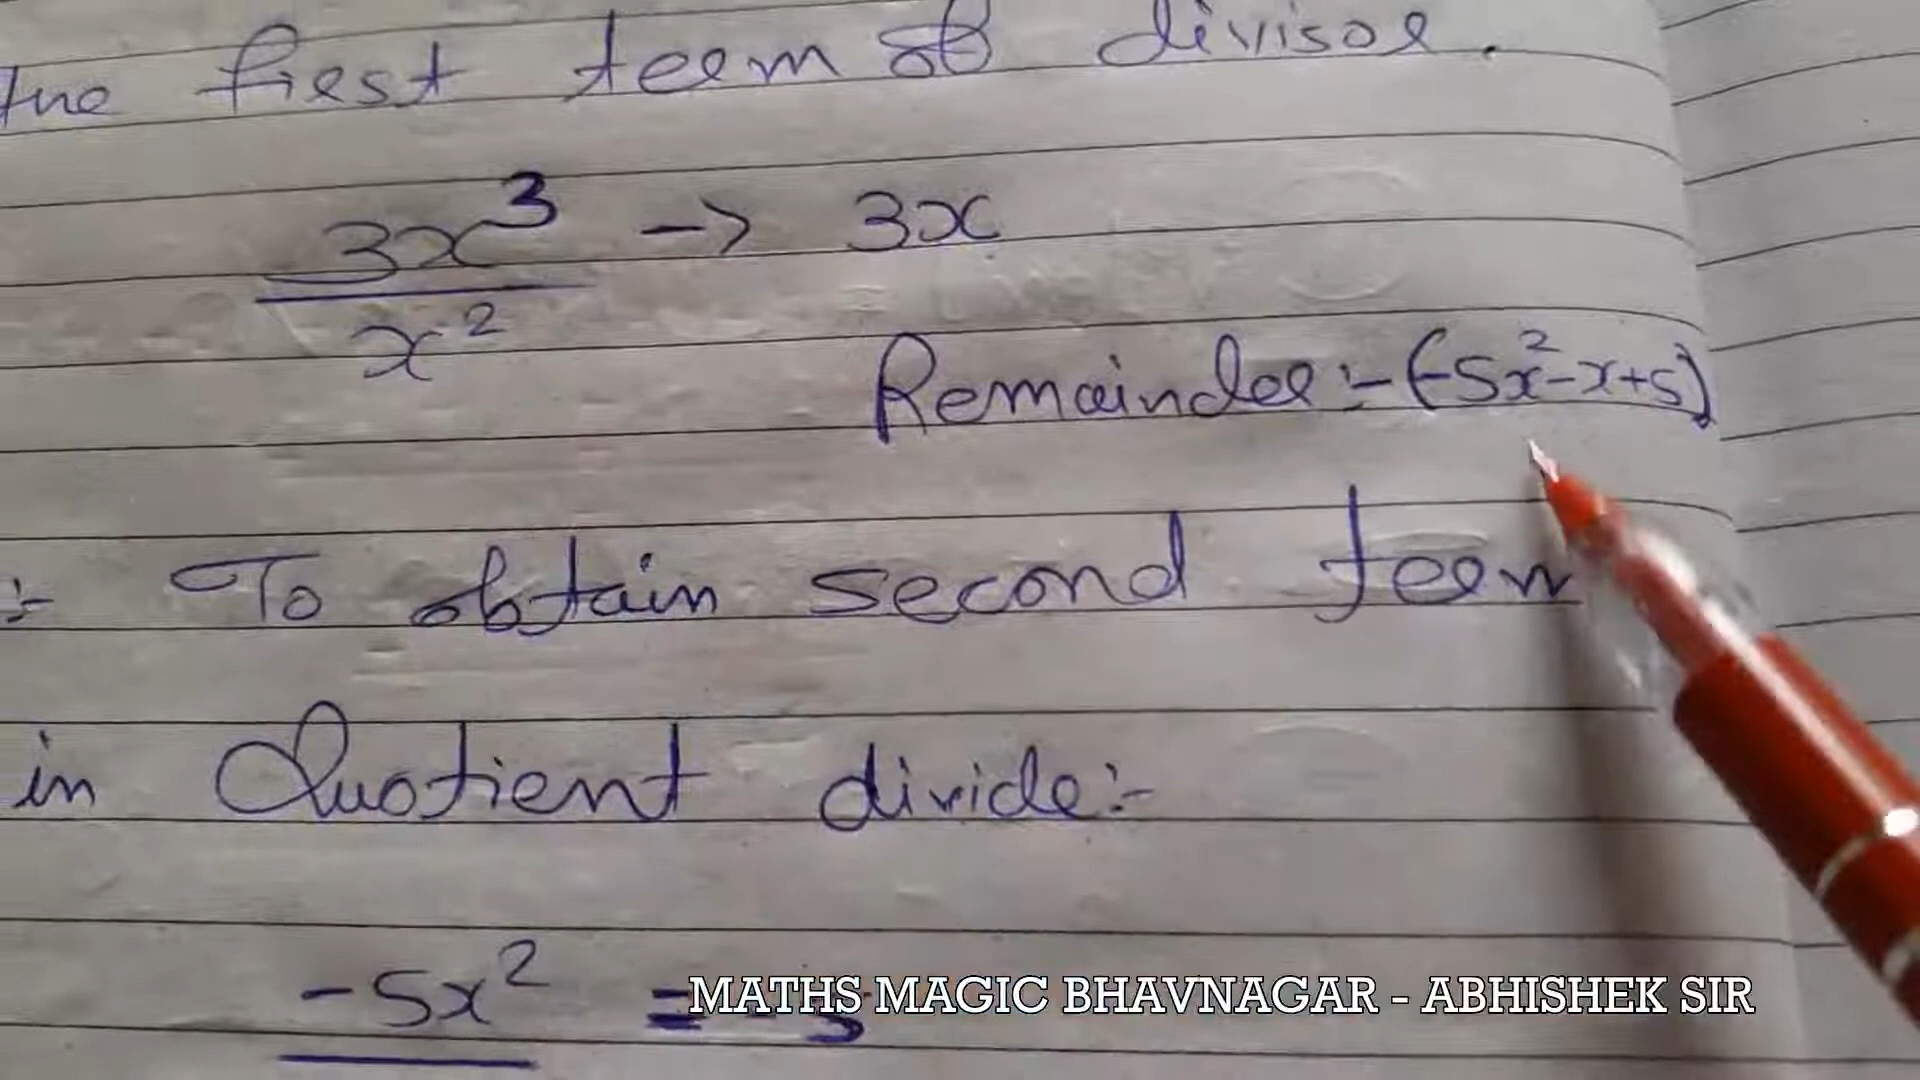 the first term of divisor.
3x³ -> 3x
x²
Remainder :- (-5x²-x+5)
:- To obtain second term
in Quotient divide:-
-5x² = -5
MATHS MAGIC BHAVNAGAR - ABHISHEK SIR